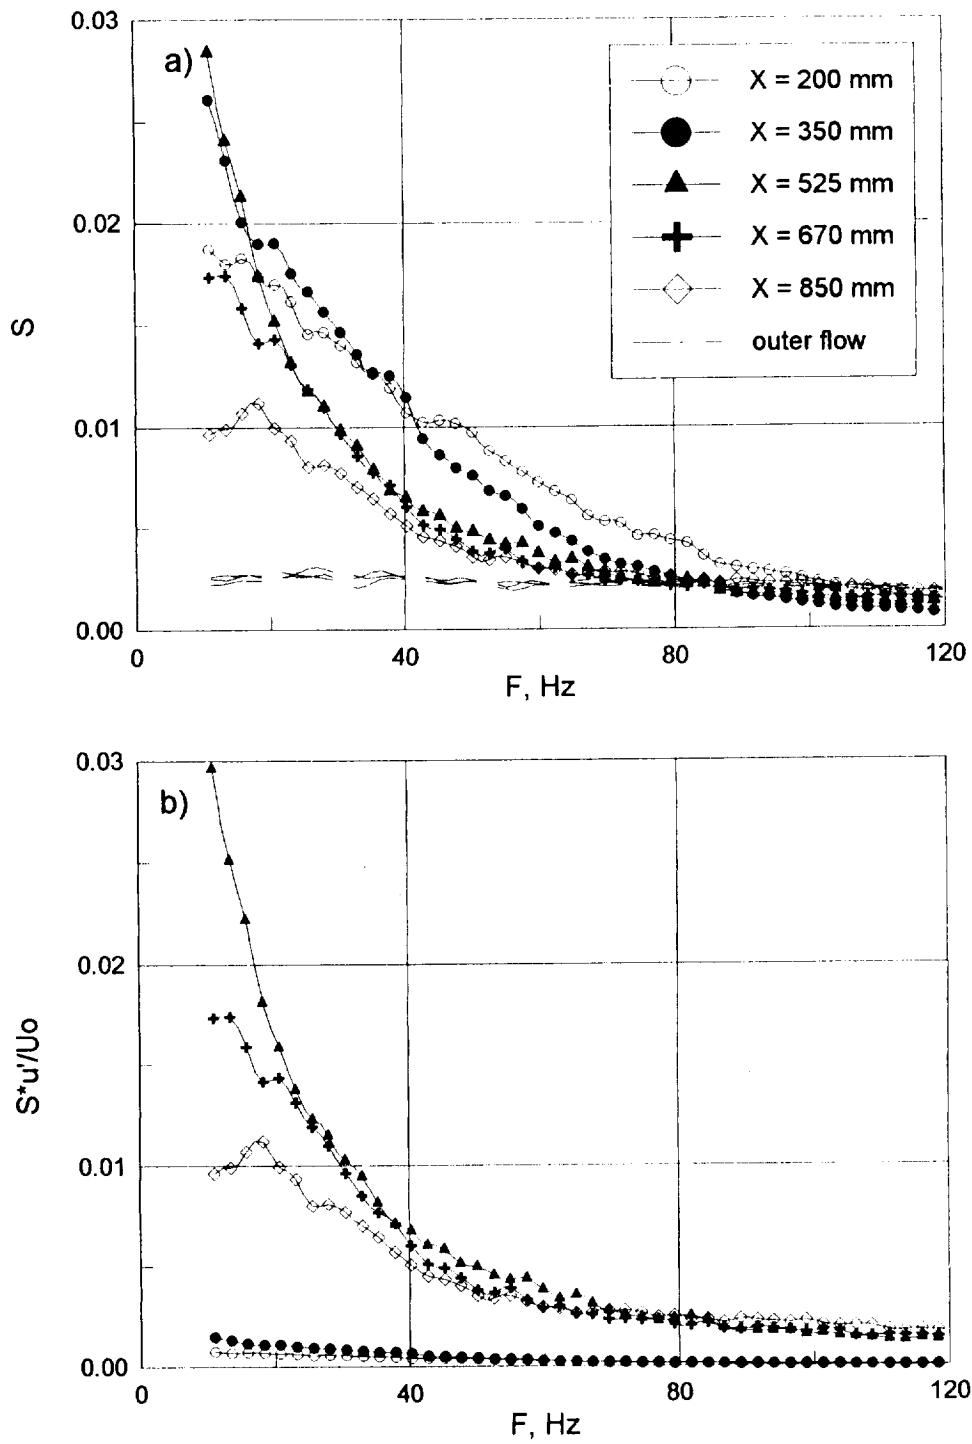 0.03
a)
X = 200 mm
X = 350 mm
X = 525 mm
X = 670 mm
X = 850 mm
outer flow
0.02
S
0.01
0.00
0
40
80
120
F, Hz
0.03
b)
0.02
S*u'/Uo
0.01
0.00
0
40
80
120
F, Hz